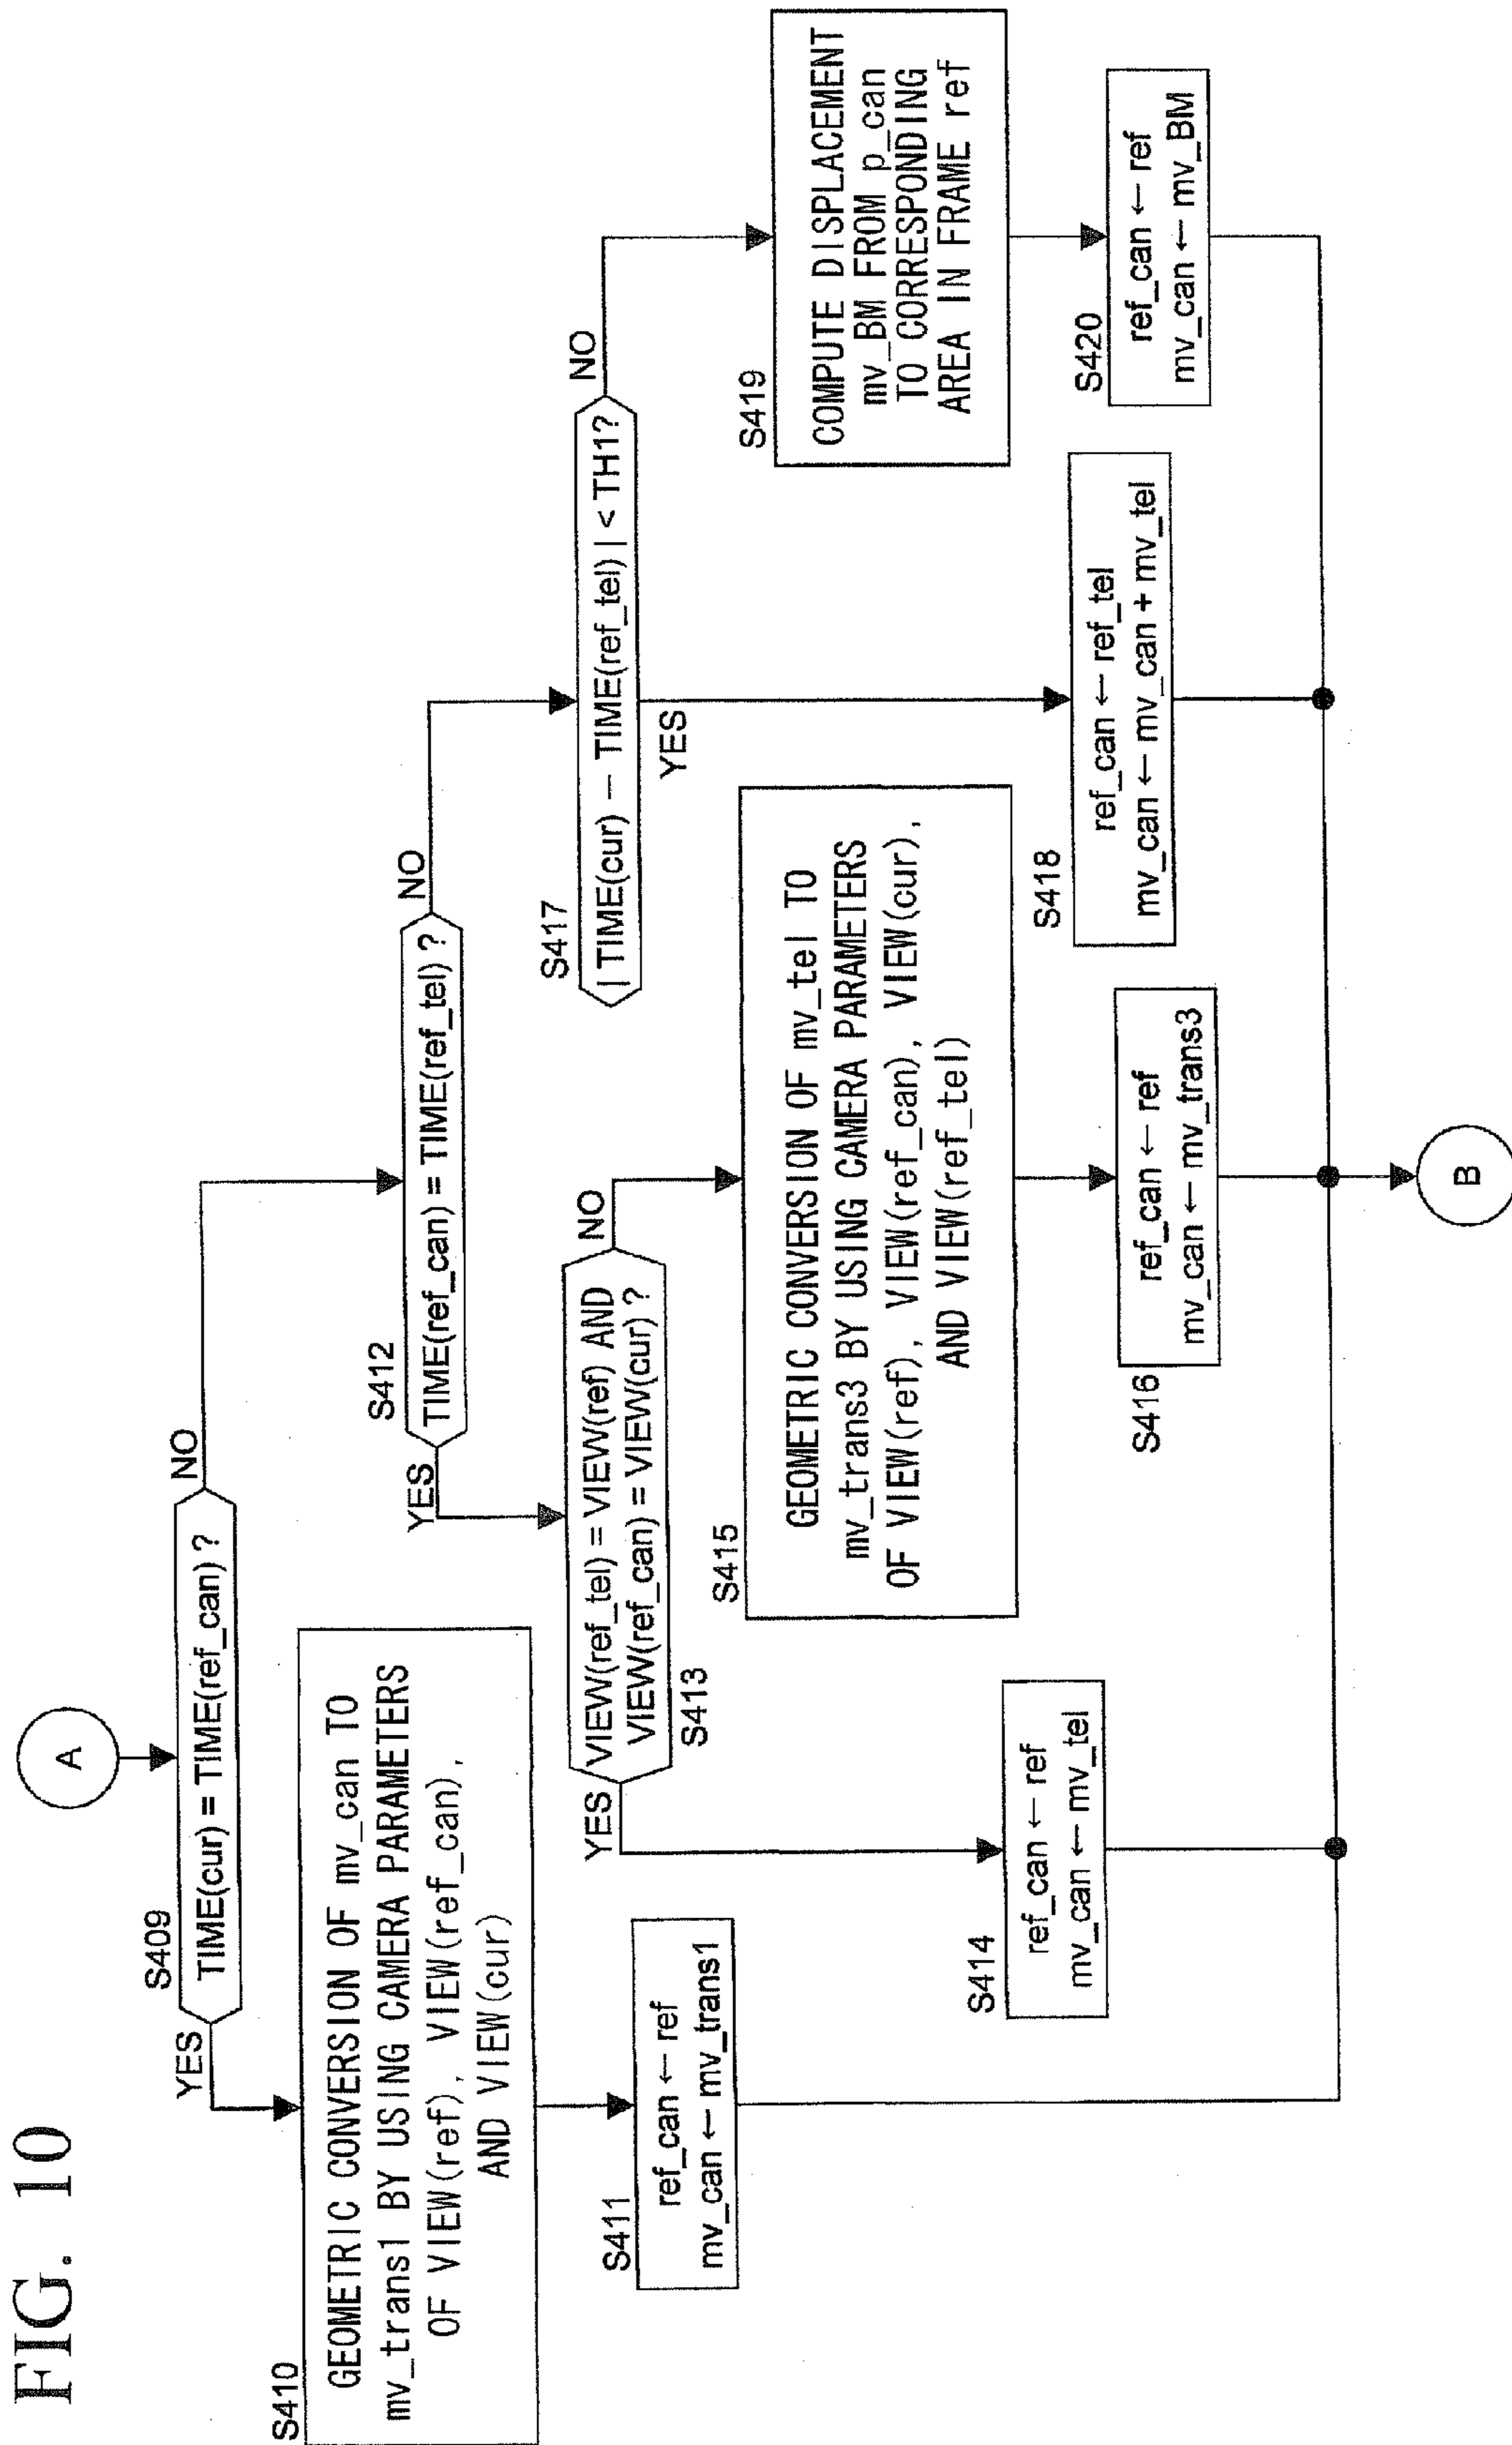 FIG. 10
A
S409
TIME(cur) = TIME(ref_can) ?
YES
NO
S410
GEOMETRIC CONVERSION OF mv_can TO
mv_trans1 BY USING CAMERA PARAMETERS
OF VIEW(ref), VIEW(ref_can),
AND VIEW(cur)
S411
ref_can ← ref
mv_can ← mv_trans1
S412
TIME(ref_can) = TIME(ref_tel) ?
YES
NO
VIEW(ref_tel) = VIEW(ref) AND
VIEW(ref_can) = VIEW(cur) ?
S413
YES
NO
S414
ref_can ← ref
mv_can ← mv_tel
S415
GEOMETRIC CONVERSION OF mv_tel TO
mv_trans3 BY USING CAMERA PARAMETERS
OF VIEW(ref), VIEW(ref_can), VIEW(cur),
AND VIEW(ref_tel)
S416
ref_can ← ref
mv_can ← mv_trans3
S417
| TIME(cur) − TIME(ref_tel) | < TH1?
YES
NO
S418
ref_can ← ref_tel
mv_can ← mv_can + mv_tel
S419
COMPUTE DISPLACEMENT
mv_BM FROM p_can
TO CORRESPONDING
AREA IN FRAME ref
S420
ref_can ← ref
mv_can ← mv_BM
B